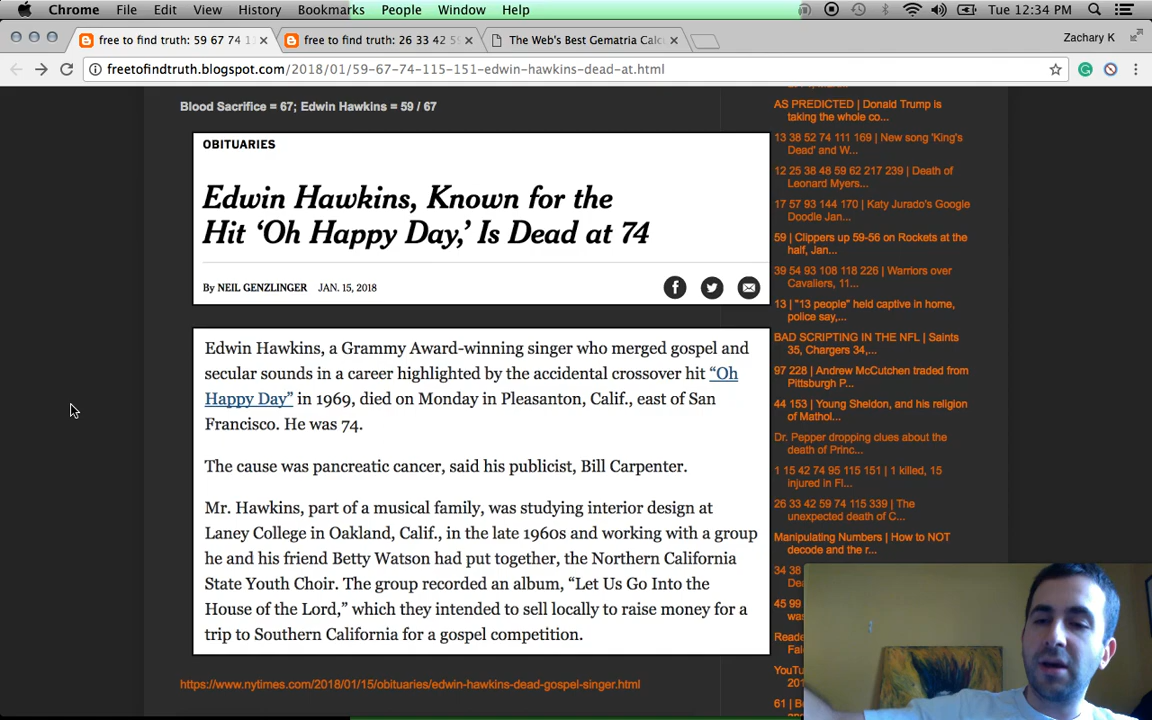 Chrome File Edit View History Bookmarks People Window Help Tue 12:34 PM
free to find truth: 59 67 74 1
free to find truth: 26 33 42 59
The Web's Best Gematria Calc
Zachary K
freetofindtruth.blogspot.com/2018/01/59-67-74-115-151-edwin-hawkins-dead-at.html
Blood Sacrifice = 67; Edwin Hawkins = 59 / 67
OBITUARIES
Edwin Hawkins, Known for the
Hit ‘Oh Happy Day,’ Is Dead at 74
By NEIL GENZLINGER JAN. 15, 2018
Edwin Hawkins, a Grammy Award-winning singer who merged gospel and
secular sounds in a career highlighted by the accidental crossover hit “Oh
Happy Day” in 1969, died on Monday in Pleasanton, Calif., east of San
Francisco. He was 74.
The cause was pancreatic cancer, said his publicist, Bill Carpenter.
Mr. Hawkins, part of a musical family, was studying interior design at
Laney College in Oakland, Calif., in the late 1960s and working with a group
he and his friend Betty Watson had put together, the Northern California
State Youth Choir. The group recorded an album, “Let Us Go Into the
House of the Lord,” which they intended to sell locally to raise money for a
trip to Southern California for a gospel competition.
https://www.nytimes.com/2018/01/15/obituaries/edwin-hawkins-dead-gospel-singer.html
AS PREDICTED | Donald Trump is
taking the whole co...
13 38 52 74 111 169 | New song 'King's
Dead' and W...
12 25 38 48 59 62 217 239 | Death of
Leonard Myers...
17 57 93 144 170 | Katy Jurado's Google
Doodle Jan...
59 | Clippers up 59-56 on Rockets at the
half, Jan...
39 54 93 108 118 226 | Warriors over
Cavaliers, 11...
13 | "13 people" held captive in home,
police say,...
BAD SCRIPTING IN THE NFL | Saints
35, Chargers 34,...
97 228 | Andrew McCutchen traded from
Pittsburgh P...
44 153 | Young Sheldon, and his religion
of Mathol...
Dr. Pepper dropping clues about the
death of Princ...
1 15 42 74 95 115 151 | 1 killed, 15
injured in Fl...
26 33 42 59 74 115 339 | The
unexpected death of C...
Manipulating Numbers | How to NOT
decode and the r...
34 38
45 99
Reade
YouTu
201
61 | B